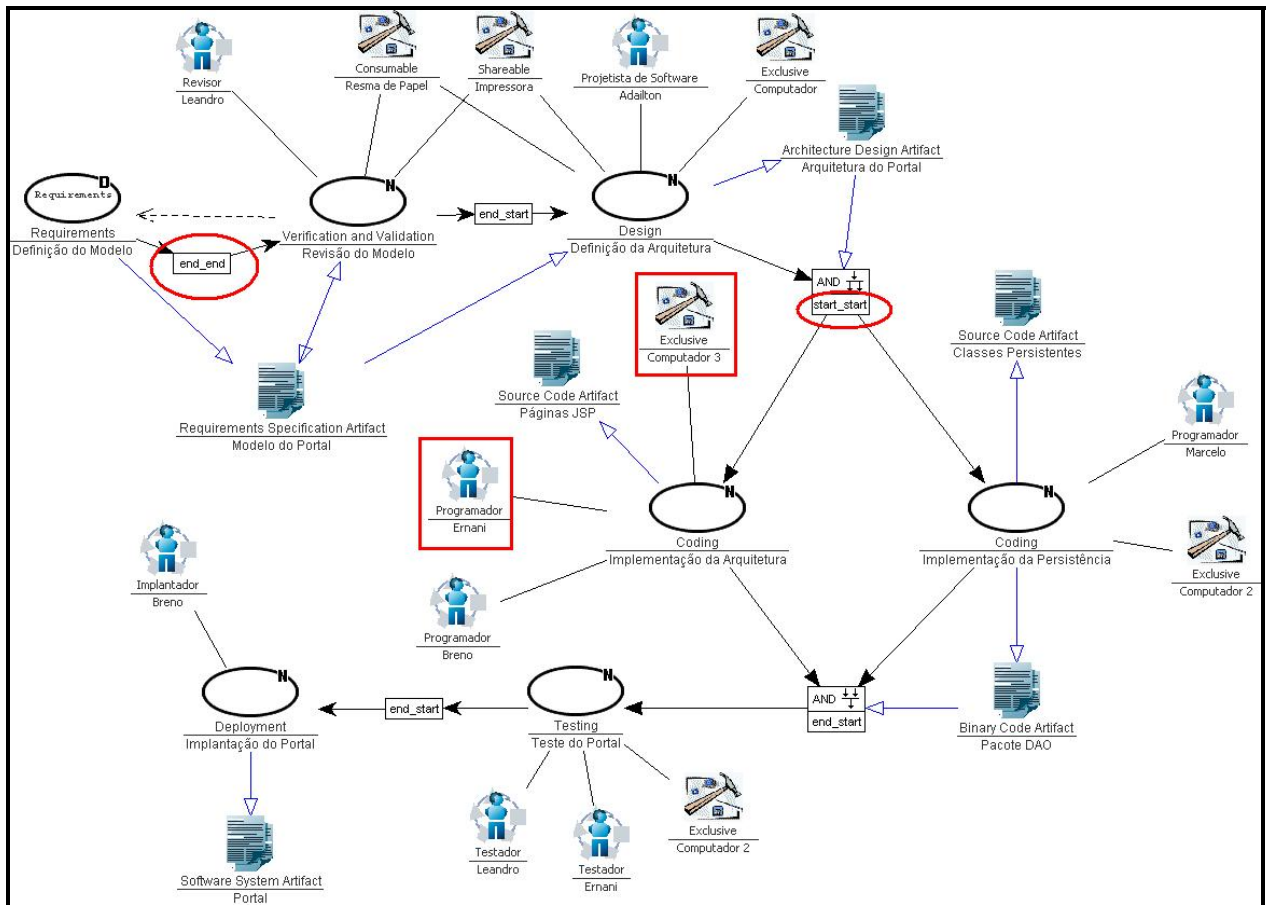 Revisor
Leandro
Consumable
Resma de Papel
Shareable
Impressora
Projetista de Software
Adailton
Exclusive
Computador
Architecture Design Artifact
Arquitetura do Portal
D
Requirements
Requirements
Definição do Modelo
end_end
N
Verification and Validation
Revisão do Modelo
end_start
N
Design
Definição da Arquitetura
AND
start_start
Requirements Specification Artifact
Modelo do Portal
Exclusive
Computador 3
Source Code Artifact
Páginas JSP
Source Code Artifact
Classes Persistentes
Programador
Marcelo
Programador
Ernani
N
Coding
Implementação da Arquitetura
N
Coding
Implementação da Persistência
Exclusive
Computador 2
Implantador
Breno
Programador
Breno
N
Deployment
Implantação do Portal
end_start
N
Testing
Teste do Portal
AND
end_start
Binary Code Artifact
Pacote DAO
Software System Artifact
Portal
Testador
Leandro
Testador
Ernani
Exclusive
Computador 2